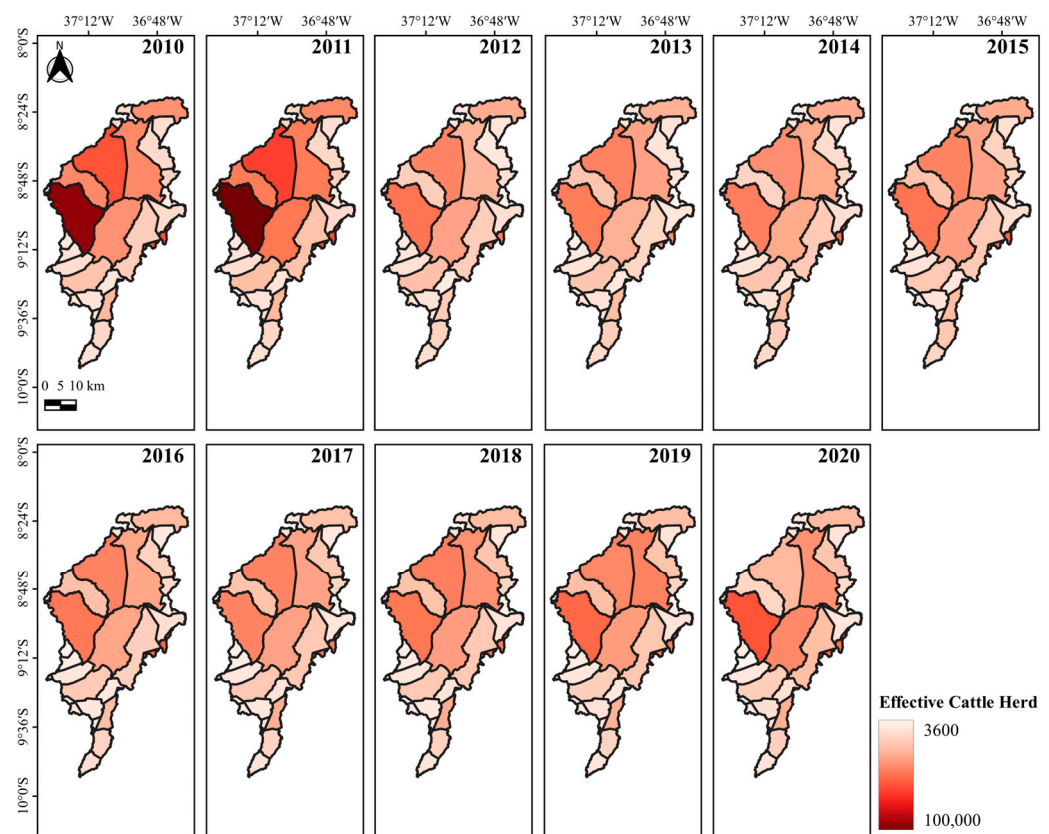 37°12'W 36°48'W 37°12'W 36°48'W 37°12'W 36°48'W 37°12'W 36°48'W 37°12'W 36°48'W 37°12'W 36°48'W
8°0'S
N
2010 2011 2012 2013 2014 2015
8°24'S
8°48'S
9°12'S
9°36'S
10°0'S
0 5 10 km
8°0'S
2016 2017 2018 2019 2020
8°24'S
8°48'S
9°12'S
9°36'S
10°0'S
Effective Cattle Herd
3600
100,000